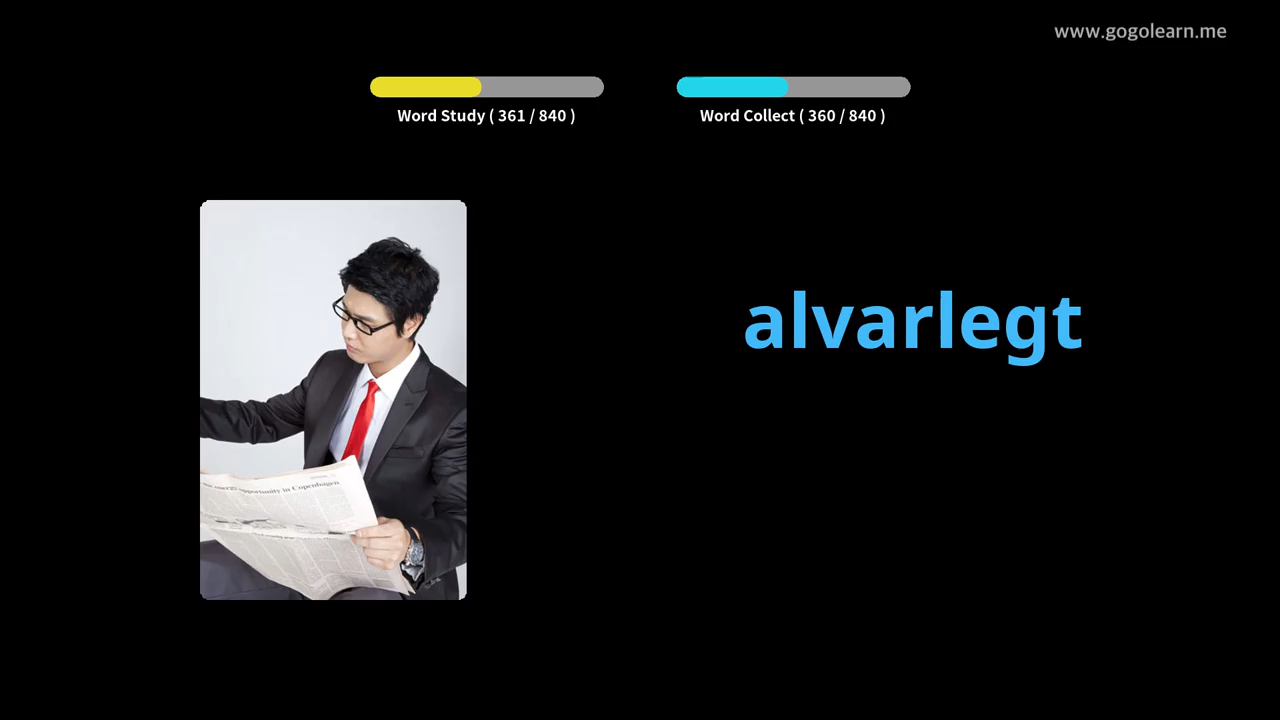 www.gogolearn.me
Word Study ( 361 / 840 )
Word Collect ( 360 / 840 )
alvarlegt
opportunity in Copenhagen